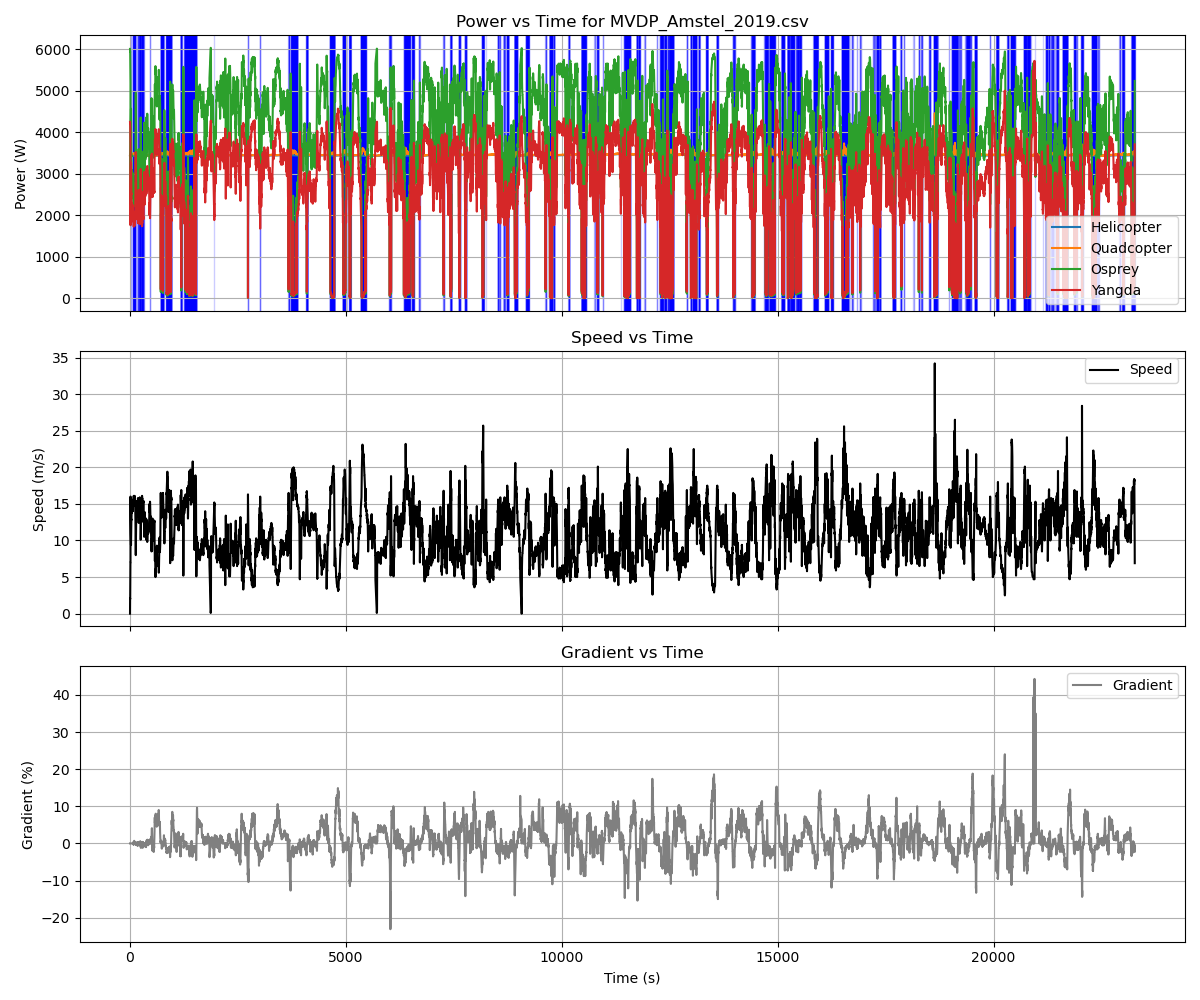 Power vs Time for MVDP_Amstel_2019.csv
6000
5000
4000
3000
2000
1000
0
Power (W)
Helicopter
Quadcopter
Osprey
Yangda
Speed vs Time
35
30
25
20
15
10
5
0
Speed (m/s)
Speed
Gradient vs Time
40
30
20
10
0
−10
−20
Gradient (%)
Gradient
0
5000
10000
15000
20000
Time (s)